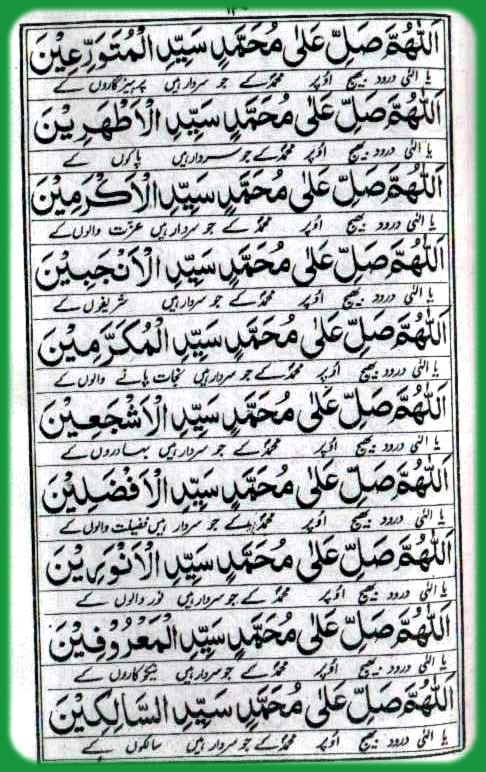 اَللّٰهُمَّ صَلِّ عَلٰى مُحَمَّدٍ سَيِّدِ الْمُتَوَرِّعِيْنَ
یا الٰہی درود بھیج اوپر محمدؐ کے جو سردار ہیں پرہیزگاروں کے
اَللّٰهُمَّ صَلِّ عَلٰى مُحَمَّدٍ سَيِّدِ الْاَطْهَرِيْنَ
یا الٰہی درود بھیج اوپر محمدؐ کے جو سردار ہیں پاکوں کے
اَللّٰهُمَّ صَلِّ عَلٰى مُحَمَّدٍ سَيِّدِ الْاَكْرَمِيْنَ
یا الٰہی درود بھیج اوپر محمدؐ کے جو سردار ہیں عزت والوں کے
اَللّٰهُمَّ صَلِّ عَلٰى مُحَمَّدٍ سَيِّدِ الْاَنْجَبِيْنَ
یا الٰہی درود بھیج اوپر محمدؐ کے جو سردار ہیں شریفوں کے
اَللّٰهُمَّ صَلِّ عَلٰى مُحَمَّدٍ سَيِّدِ الْمُكَرَّمِيْنَ
یا الٰہی درود بھیج اوپر محمدؐ کے جو سردار ہیں نجات پانے والوں کے
اَللّٰهُمَّ صَلِّ عَلٰى مُحَمَّدٍ سَيِّدِ الْاَشْجَعِيْنَ
یا الٰہی درود بھیج اوپر محمدؐ کے جو سردار ہیں بہادروں کے
اَللّٰهُمَّ صَلِّ عَلٰى مُحَمَّدٍ سَيِّدِ الْاَفْضَلِيْنَ
یا الٰہی درود بھیج اوپر محمدؐ کے جو سردار ہیں فضیلت والوں کے
اَللّٰهُمَّ صَلِّ عَلٰى مُحَمَّدٍ سَيِّدِ الْاَنْوَرِيْنَ
یا الٰہی درود بھیج اوپر محمدؐ کے جو سردار ہیں نور والوں کے
اَللّٰهُمَّ صَلِّ عَلٰى مُحَمَّدٍ سَيِّدِ الْمَعْرُوْفِيْنَ
یا الٰہی درود بھیج اوپر محمدؐ کے جو سردار ہیں نیکوکاروں کے
اَللّٰهُمَّ صَلِّ عَلٰى مُحَمَّدٍ سَيِّدِ السَّالِكِيْنَ
یا الٰہی درود بھیج اوپر محمدؐ کے جو سردار ہیں سالکوں کے